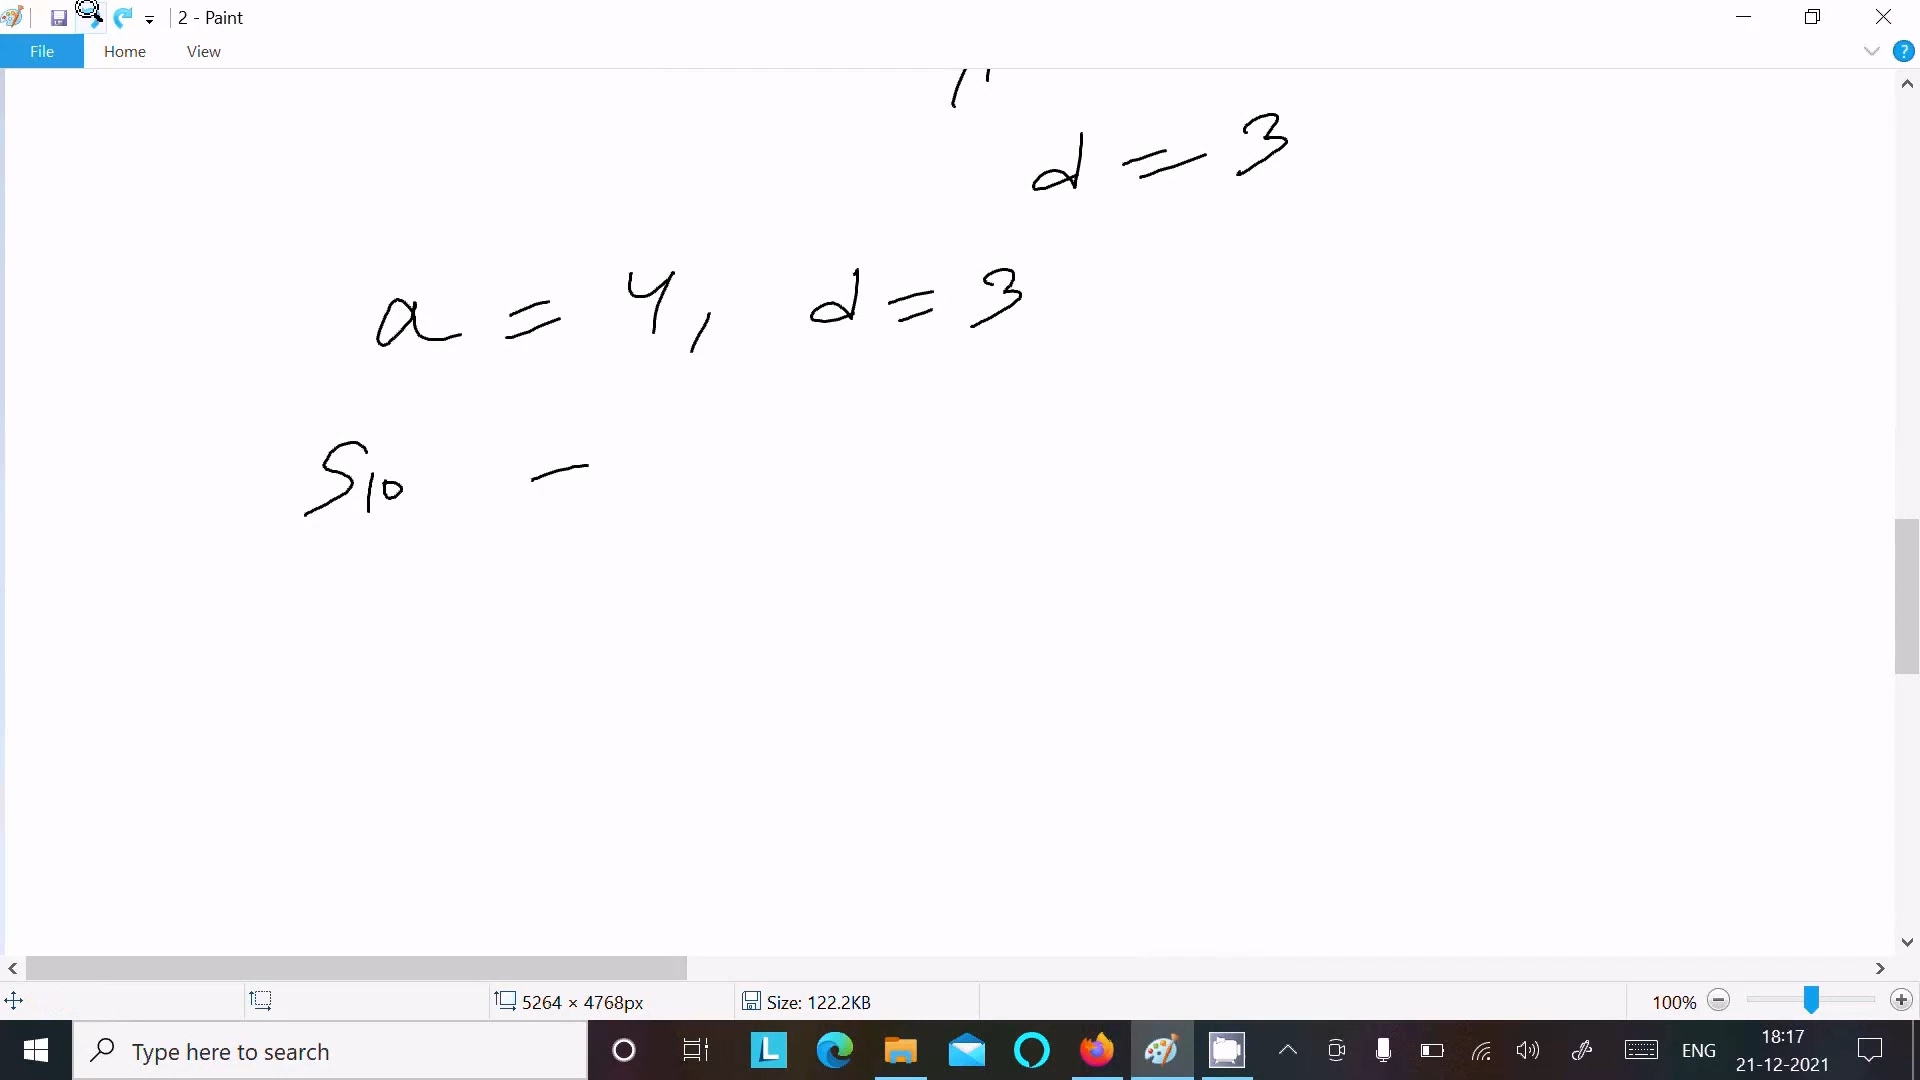 2 - Paint
File Home View
d = 3
a = 4, d = 3
S10 -
5264 × 4768px Size: 122.2KB 100%
Type here to search
L
ENG
18:17
21-12-2021